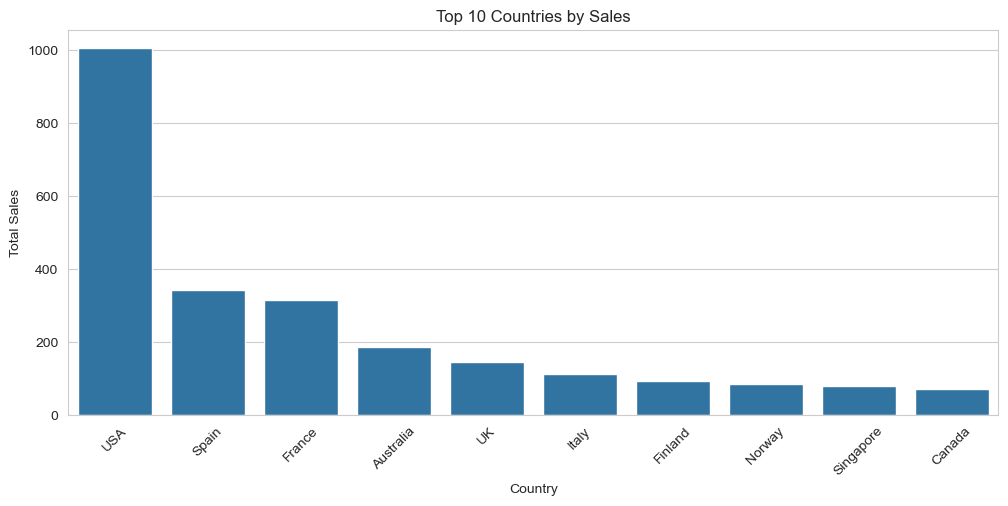 Top 10 Countries by Sales
Total Sales
1000
800
600
400
200
0
USA
Spain
France
Australia
UK
Italy
Finland
Norway
Singapore
Canada
Country